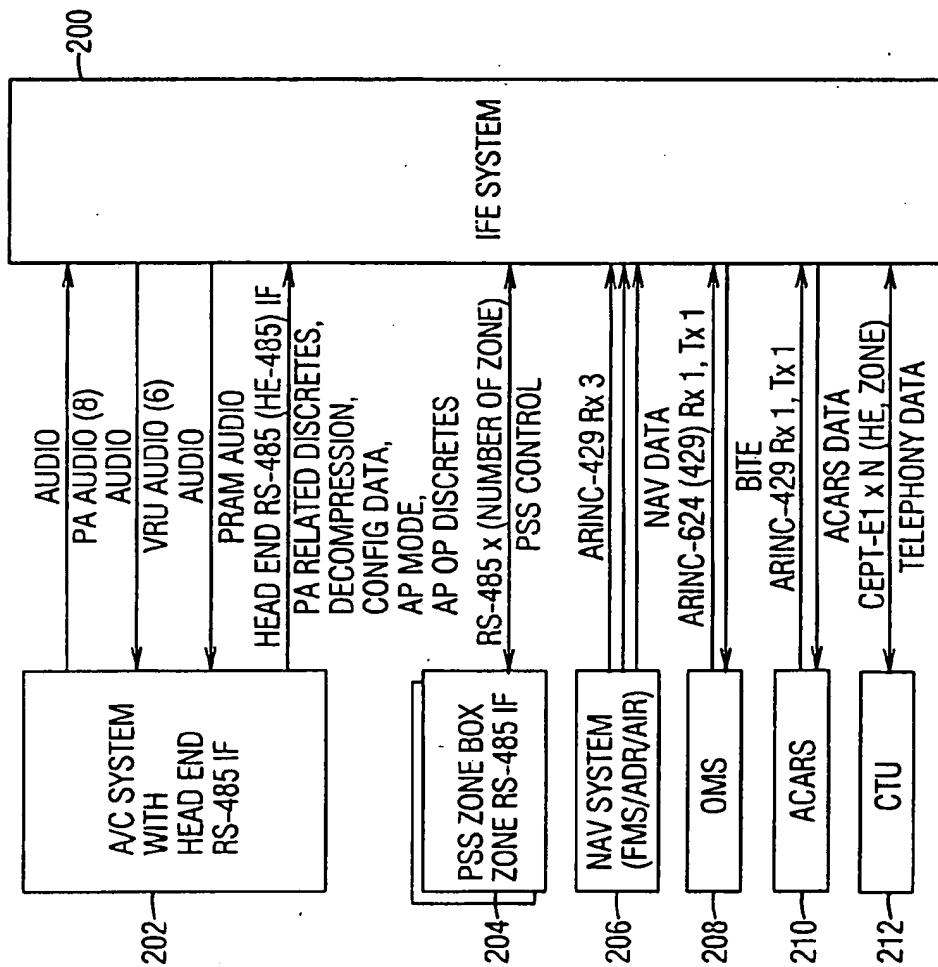 200
IFE SYSTEM
AUDIO
PA AUDIO (8)
AUDIO
VRU AUDIO (6)
AUDIO
PRAM AUDIO
HEAD END RS-485 (HE-485) IF
PA RELATED DISCRETES,
DECOMPRESSION,
CONFIG DATA,
AP MODE,
AP OP DISCRETES
RS-485 x (NUMBER OF ZONE)
PSS CONTROL
ARINC-429 Rx 3
NAV DATA
ARINC-624 (429) Rx 1, Tx 1
BITE
ARINC-429 Rx 1, Tx 1
ACARS DATA
CEPT-E1 x N (HE, ZONE)
TELEPHONY DATA
A/C SYSTEM
WITH
HEAD END
RS-485 IF
202
PSS ZONE BOX
ZONE RS-485 IF
204
NAV SYSTEM
(FMS/ADR/AIR)
206
OMS
208
ACARS
210
CTU
212